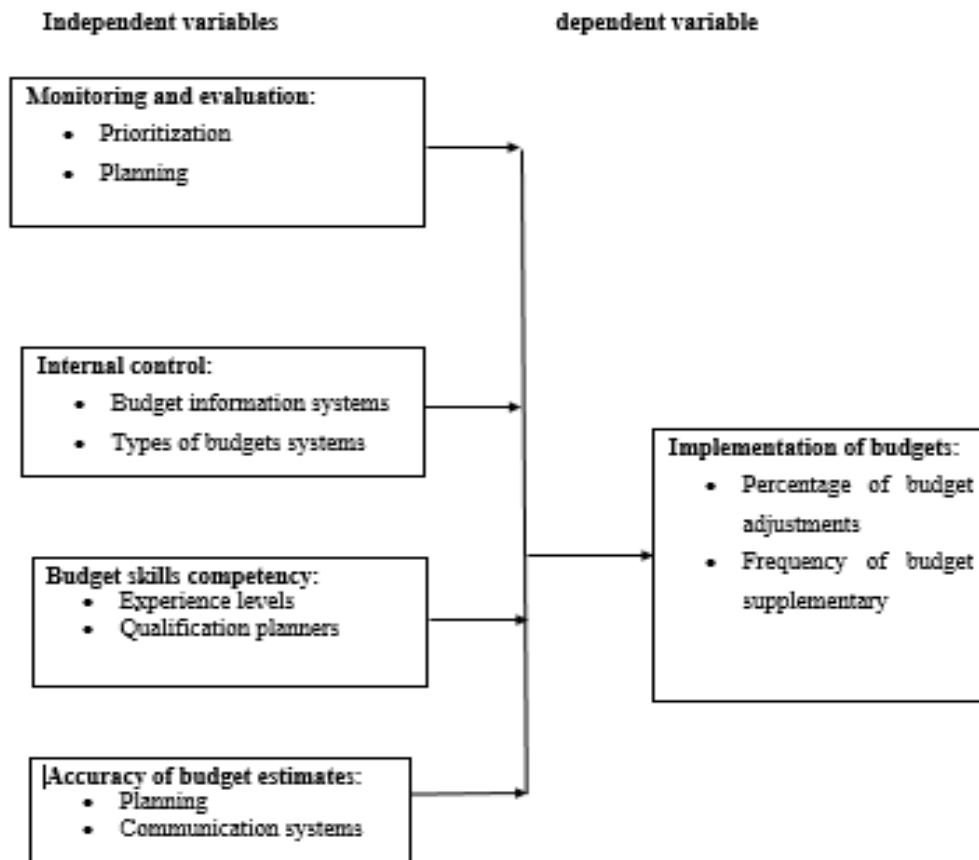 Independent variables
dependent variable
Monitoring and evaluation:
• Prioritization
• Planning
Internal control:
• Budget information systems
• Types of budgets systems
Budget skills competency:
• Experience levels
• Qualification planners
Accuracy of budget estimates:
• Planning
• Communication systems
Implementation of budgets:
• Percentage of budget
adjustments
• Frequency of budget
supplementary